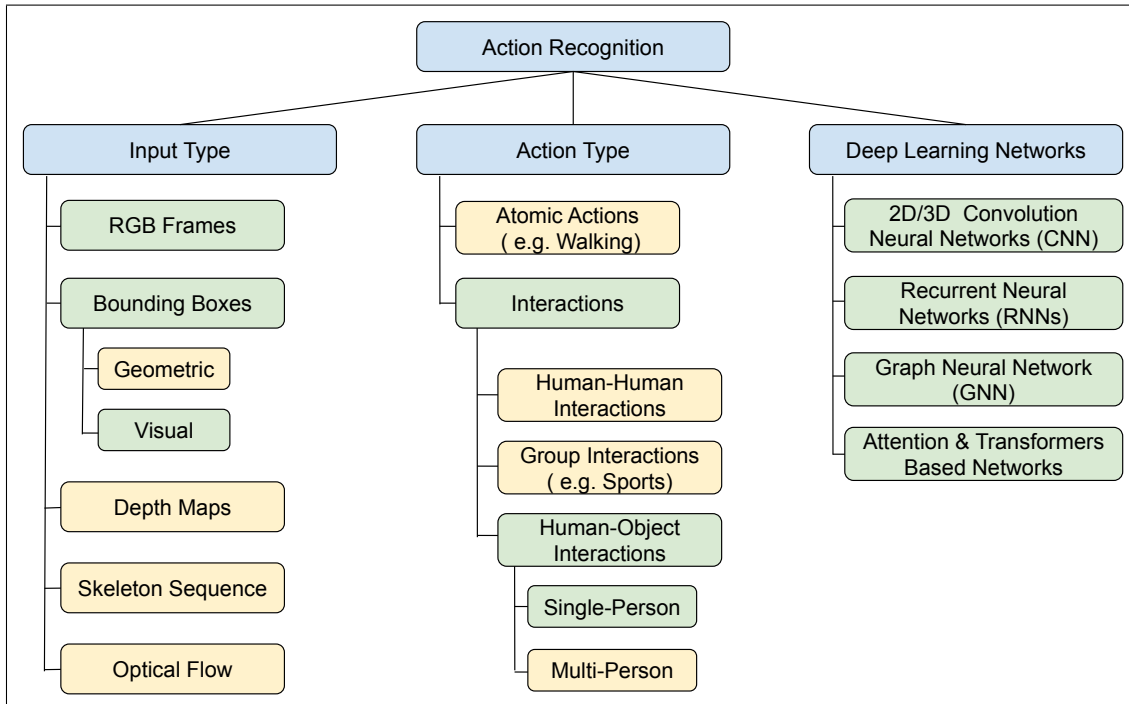 Action Recognition
Input Type
RGB Frames
Bounding Boxes
Geometric
Visual
Depth Maps
Skeleton Sequence
Optical Flow
Action Type
Atomic Actions
( e.g. Walking)
Interactions
Human-Human
Interactions
Group Interactions
( e.g. Sports)
Human-Object
Interactions
Single-Person
Multi-Person
Deep Learning Networks
2D/3D  Convolution
Neural Networks (CNN)
Recurrent Neural
Networks (RNNs)
Graph Neural Network
(GNN)
Attention & Transformers
Based Networks